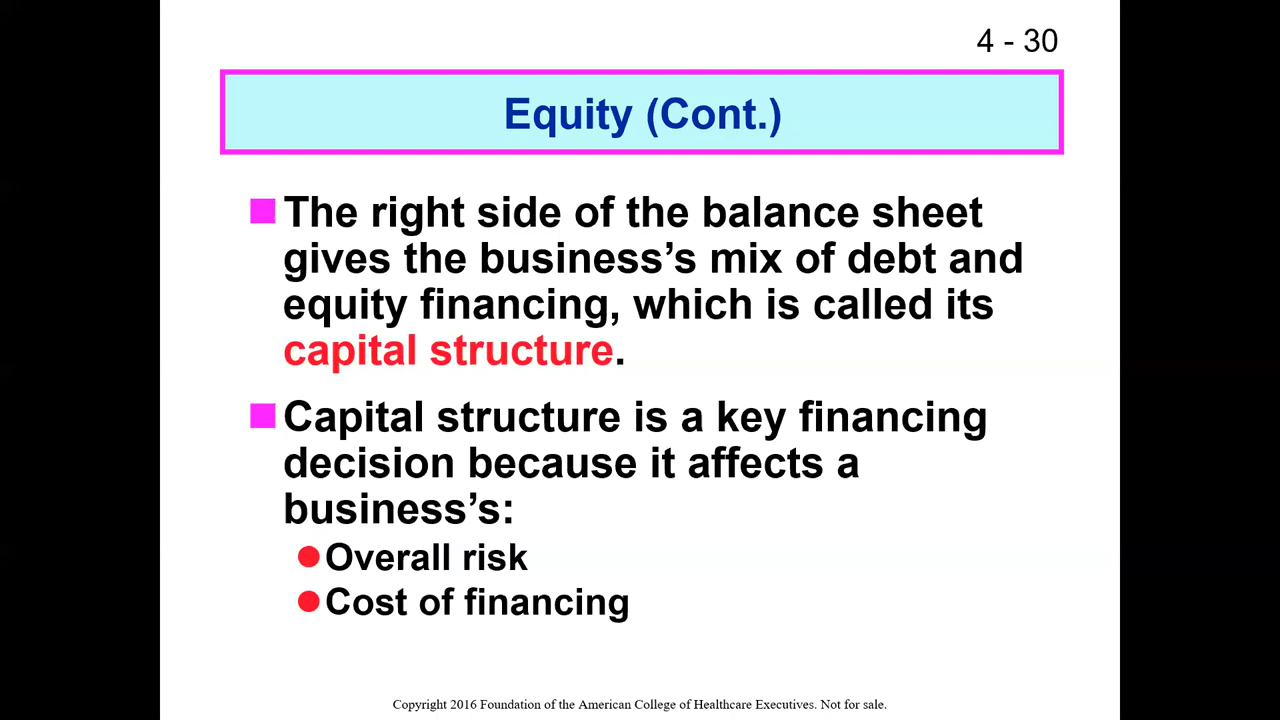 4 - 30
Equity (Cont.)
The right side of the balance sheet
gives the business’s mix of debt and
equity financing, which is called its
capital structure.
Capital structure is a key financing
decision because it affects a
business’s:
Overall risk
Cost of financing
Copyright 2016 Foundation of the American College of Healthcare Executives. Not for sale.